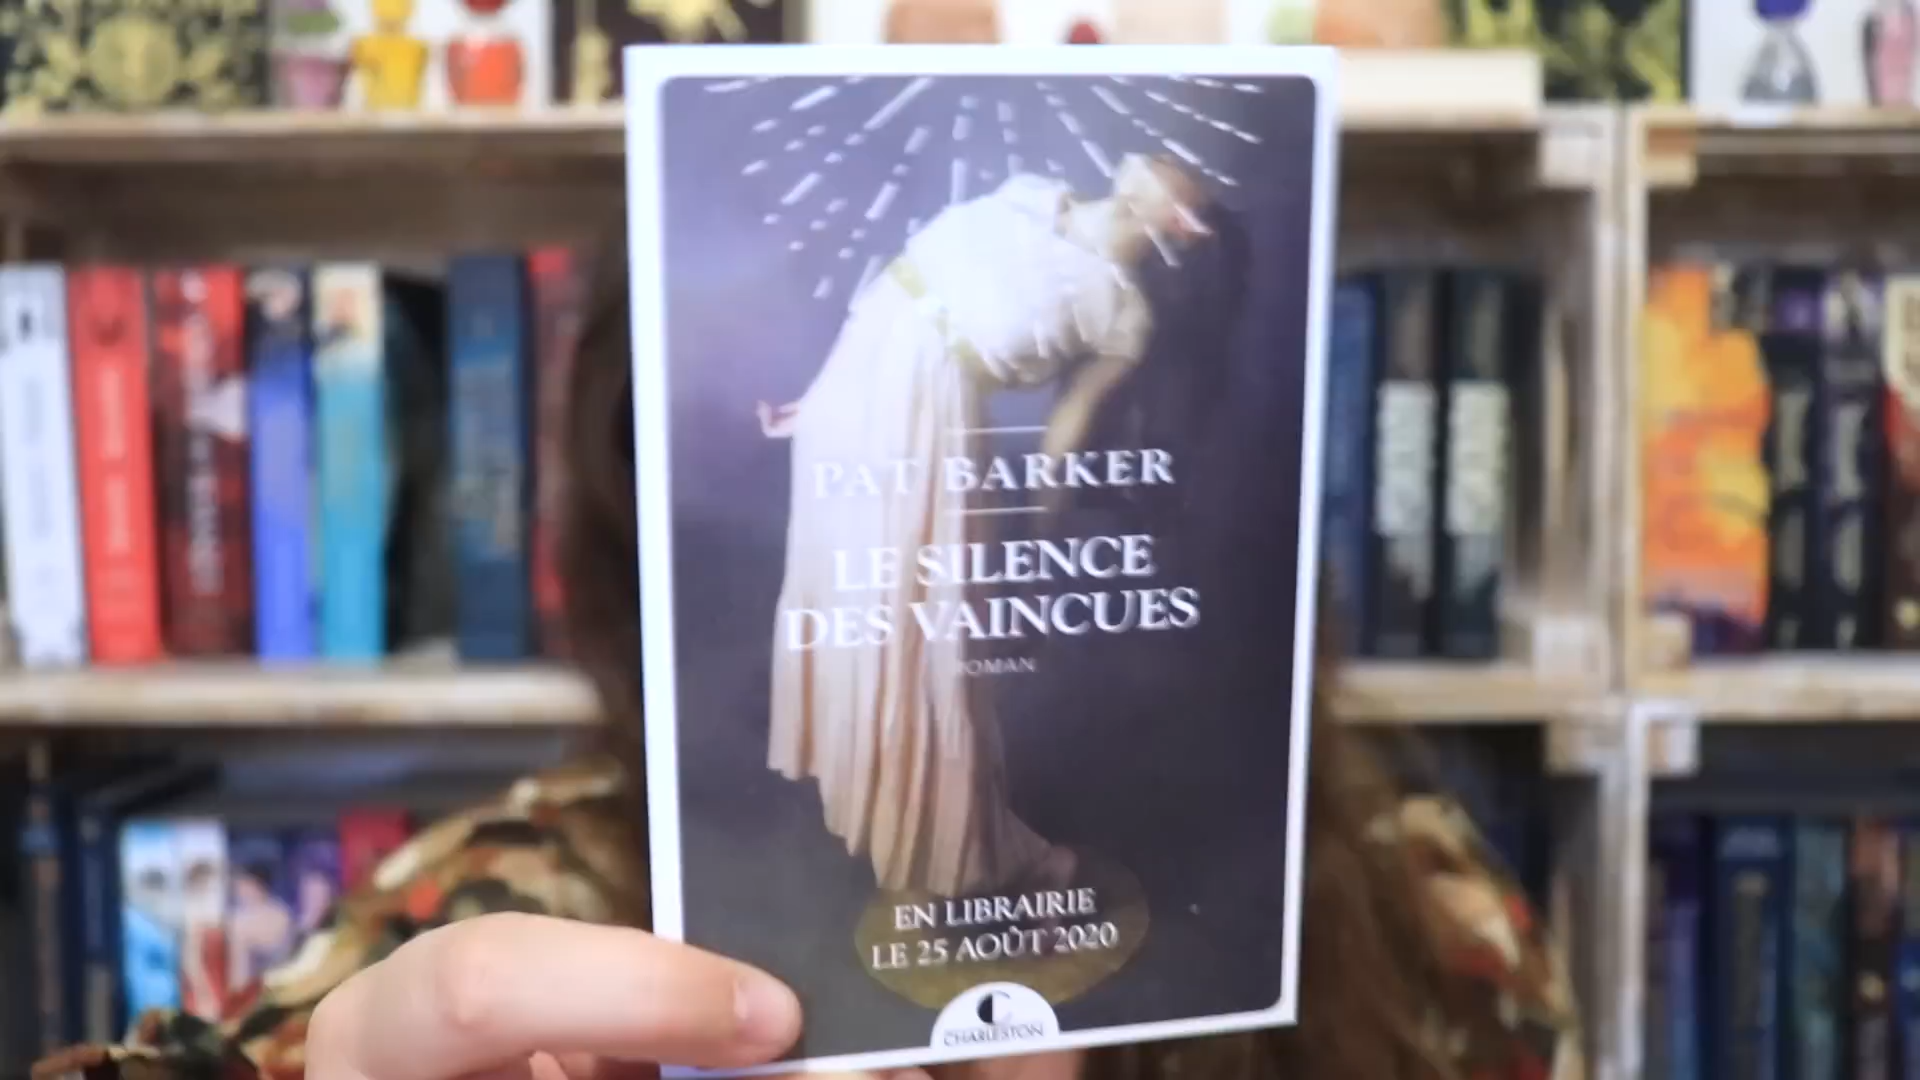 PAT BARKER
LE SILENCE
DES VAINCUES
ROMAN
EN LIBRAIRIE
LE 25 AOÛT 2020
CHARLESTON